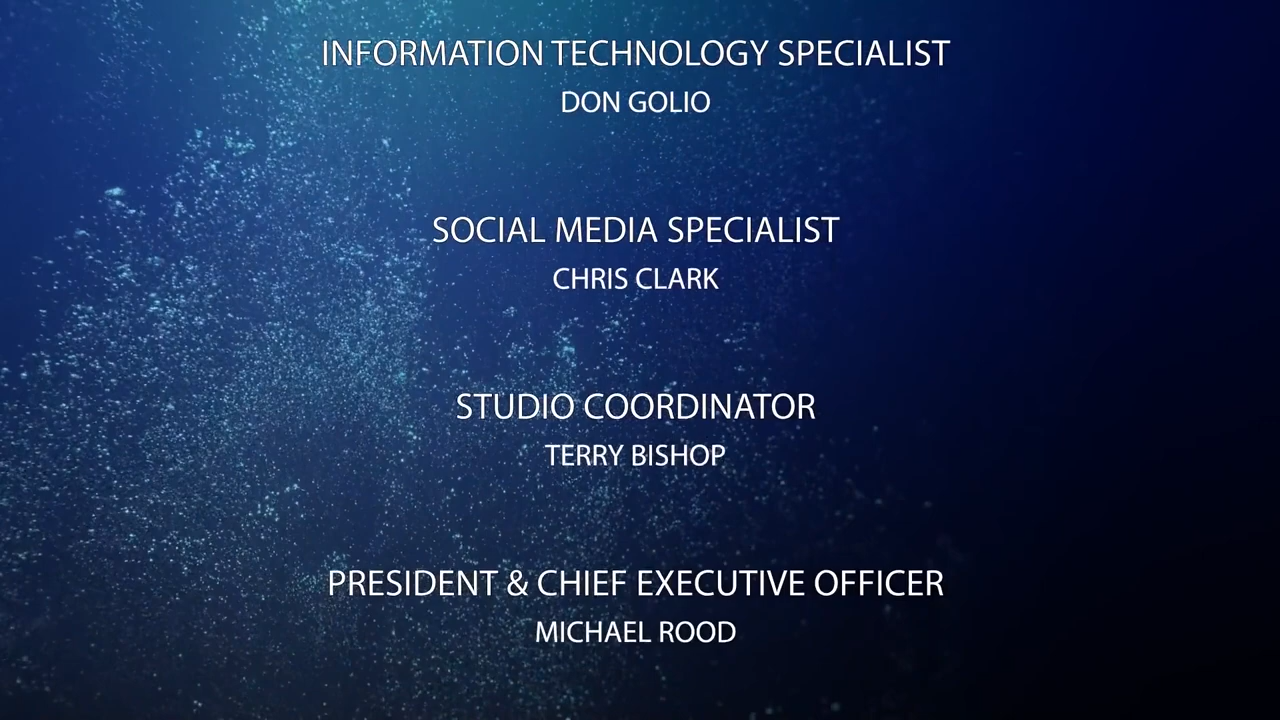 INFORMATION TECHNOLOGY SPECIALIST
DON GOLIO
SOCIAL MEDIA SPECIALIST
CHRIS CLARK
STUDIO COORDINATOR
TERRY BISHOP
PRESIDENT & CHIEF EXECUTIVE OFFICER
MICHAEL ROOD